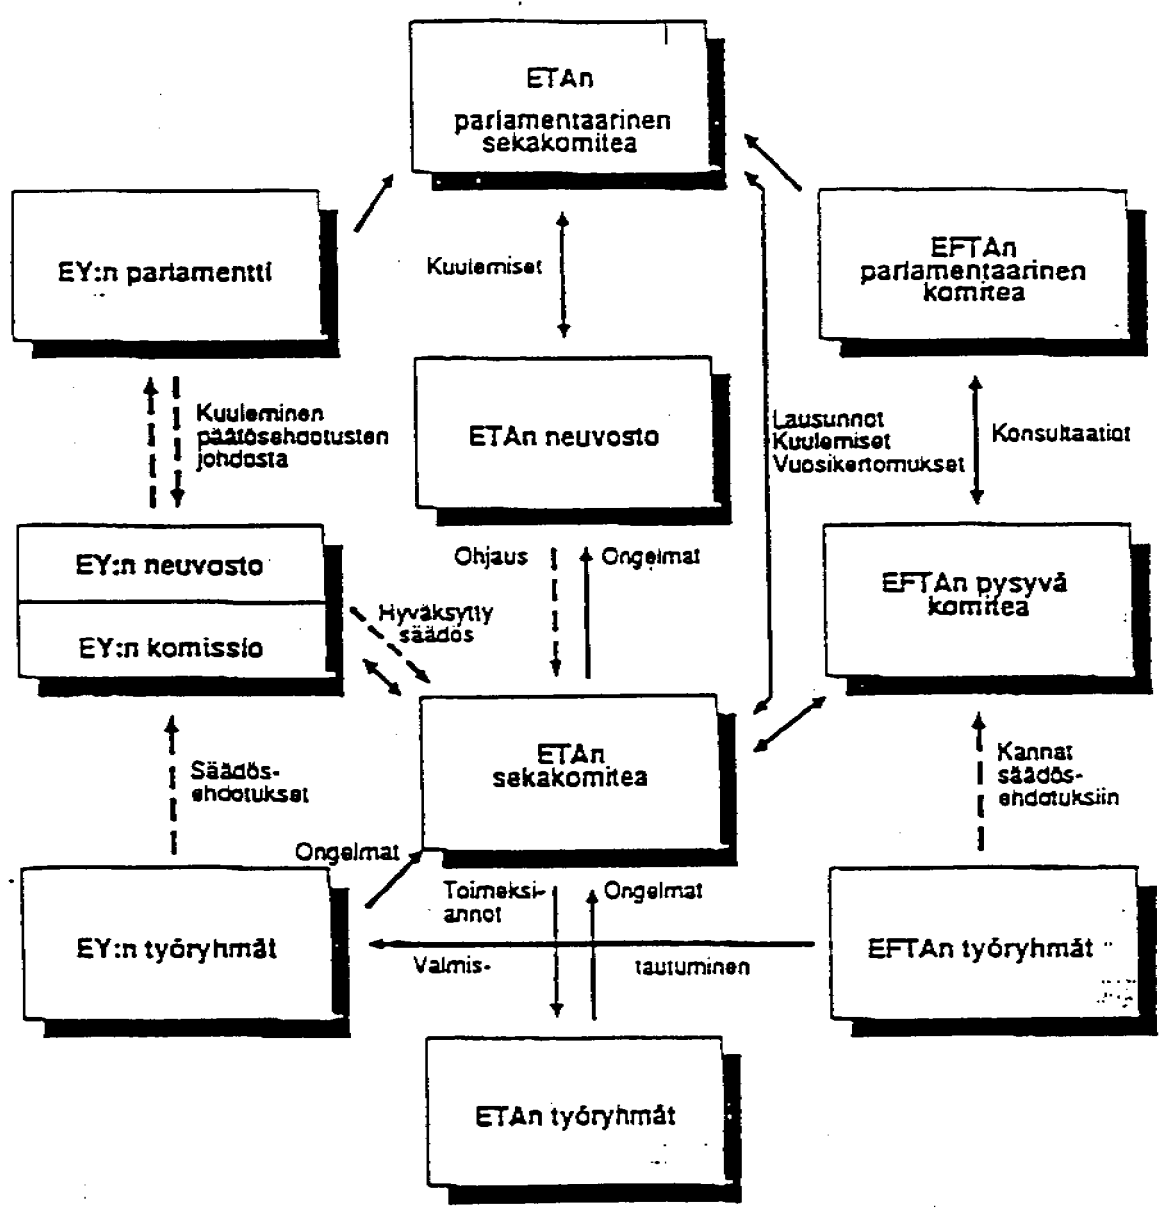 ETAn
parlamentaarinen
sekakomitea
EY:n parlamentti
Kuulemiset
EFTAn
parlamentaarinen
komitea
Kuuleminen
päätösehdotusten
johdosta
ETAn neuvosto
Lausunnot
Kuulemiset
Vuosikertomukset
Konsultaatiot
EY:n neuvosto
EY:n komissio
Hyväksytty
säädös
Ohjaus
Ongelmat
EFTAn pysyvä
komitea
Säädös-
ehdotukset
ETAn
sekakomitea
Kannat
säädös-
ehdotuksiin
Ongelmat
EY:n työryhmät
Toimeksi-
annot
Ongelmat
Valmis-
tautuminen
EFTAn työryhmät
ETAn työryhmät